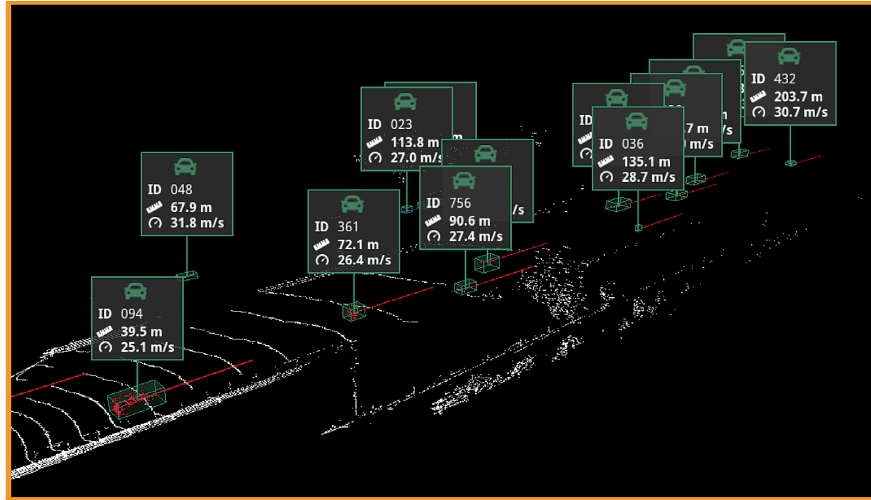 ID 432
203.7 m
30.7 m/s
ID 023
113.8 m
27.0 m/s
ID
ID 036
135.1 m
28.7 m/s
ID 048
67.9 m
31.8 m/s
ID 756
90.6 m
27.4 m/s
ID 361
72.1 m
26.4 m/s
ID 094
39.5 m
25.1 m/s